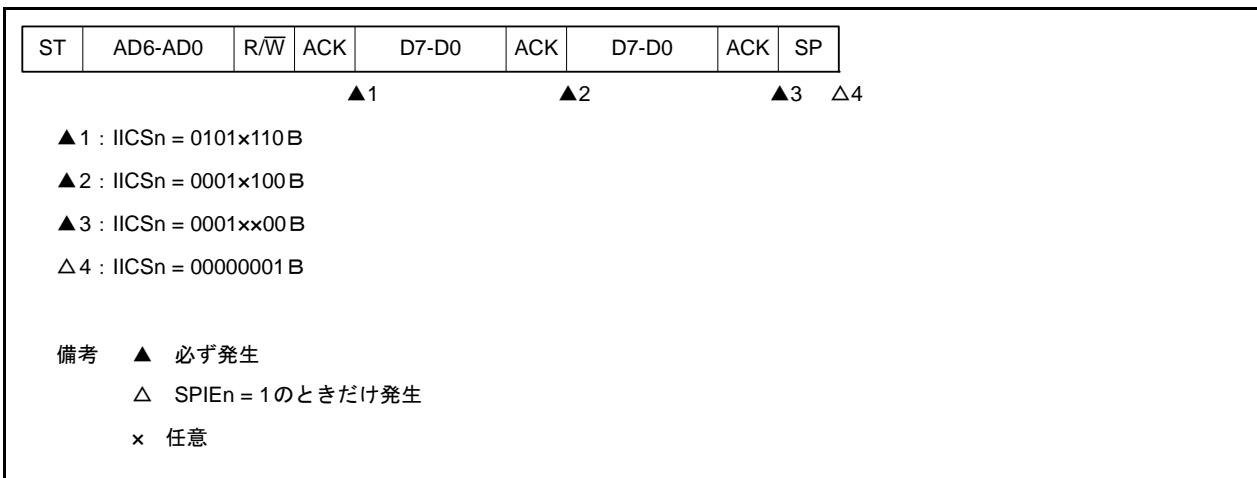 ST AD6-AD0 R/W̅ ACK D7-D0 ACK D7-D0 ACK SP
▲1 ▲2 ▲3 △4
▲1：IICSn = 0101×110B
▲2：IICSn = 0001×100B
▲3：IICSn = 0001××00B
△4：IICSn = 00000001B
備考 ▲ 必ず発生
△ SPIEn = 1のときだけ発生
× 任意